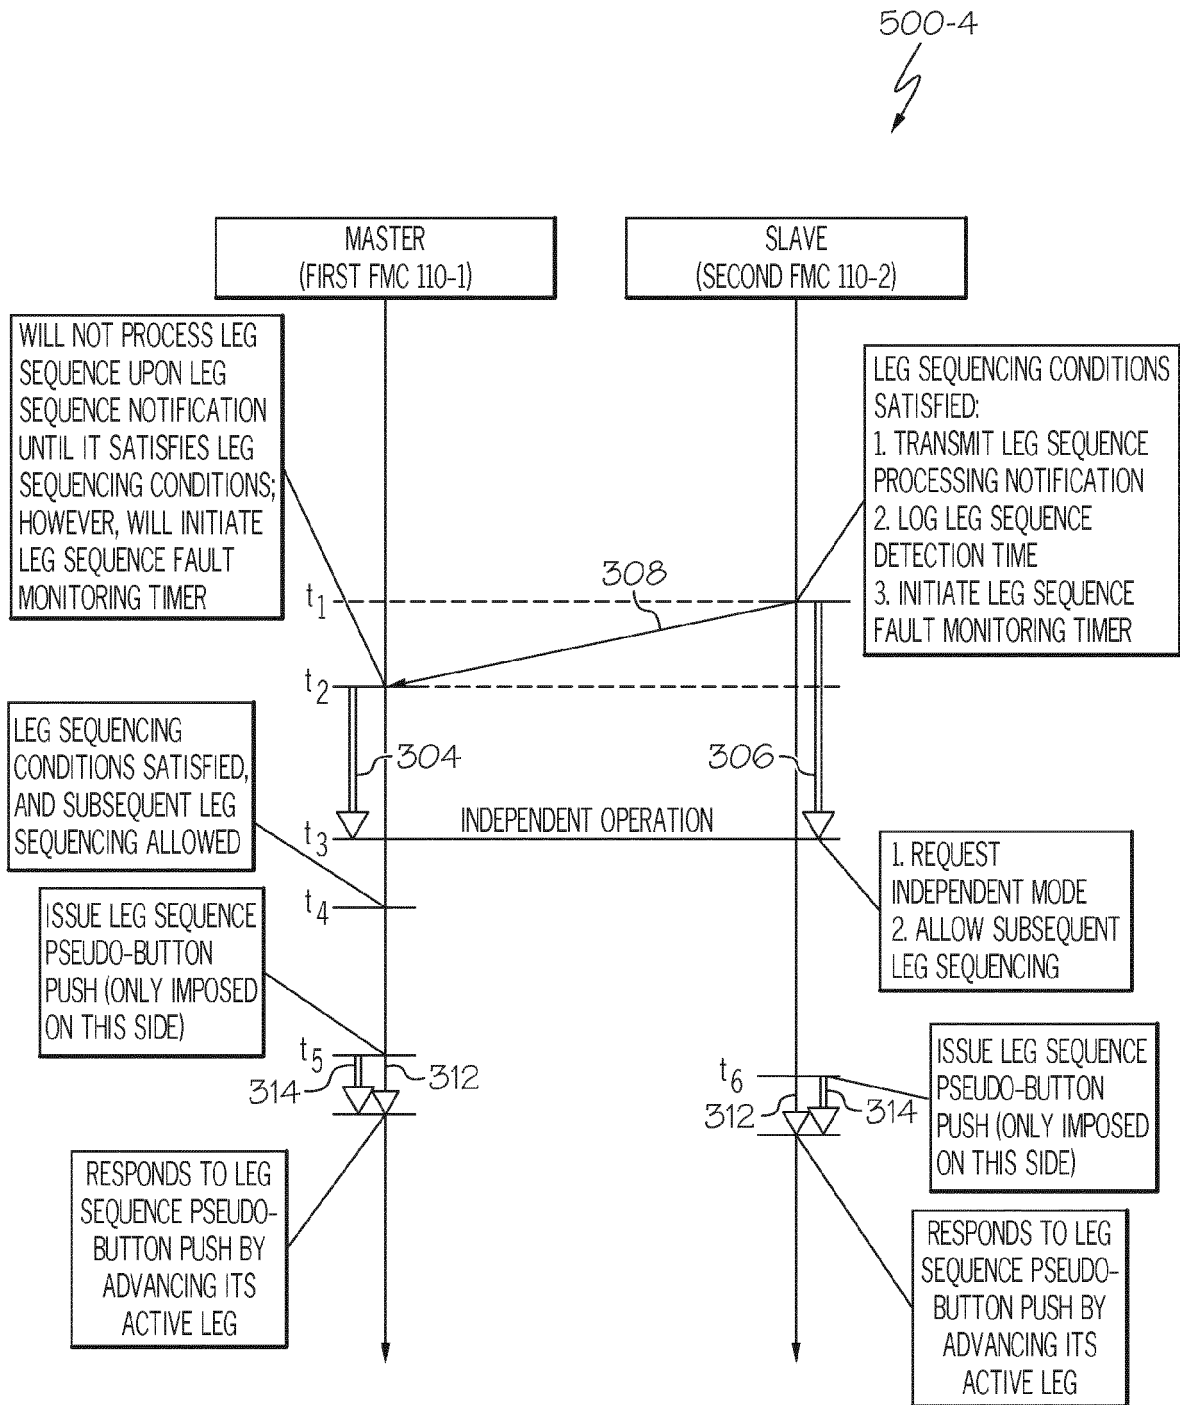 500-4
MASTER
(FIRST FMC 110-1)
SLAVE
(SECOND FMC 110-2)
WILL NOT PROCESS LEG
SEQUENCE UPON LEG
SEQUENCE NOTIFICATION
UNTIL IT SATISFIES LEG
SEQUENCING CONDITIONS;
HOWEVER, WILL INITIATE
LEG SEQUENCE FAULT
MONITORING TIMER
LEG SEQUENCING CONDITIONS
SATISFIED:
1. TRANSMIT LEG SEQUENCE
PROCESSING NOTIFICATION
2. LOG LEG SEQUENCE
DETECTION TIME
3. INITIATE LEG SEQUENCE
FAULT MONITORING TIMER
308
t1
t2
LEG SEQUENCING
CONDITIONS SATISFIED,
AND SUBSEQUENT LEG
SEQUENCING ALLOWED
304
306
INDEPENDENT OPERATION
t3
1. REQUEST
INDEPENDENT MODE
2. ALLOW SUBSEQUENT
LEG SEQUENCING
t4
ISSUE LEG SEQUENCE
PSEUDO-BUTTON
PUSH (ONLY IMPOSED
ON THIS SIDE)
t5
314
312
t6
312
314
ISSUE LEG SEQUENCE
PSEUDO-BUTTON
PUSH (ONLY IMPOSED
ON THIS SIDE)
RESPONDS TO LEG
SEQUENCE PSEUDO-
BUTTON PUSH BY
ADVANCING ITS
ACTIVE LEG
RESPONDS TO LEG
SEQUENCE PSEUDO-
BUTTON PUSH BY
ADVANCING ITS
ACTIVE LEG